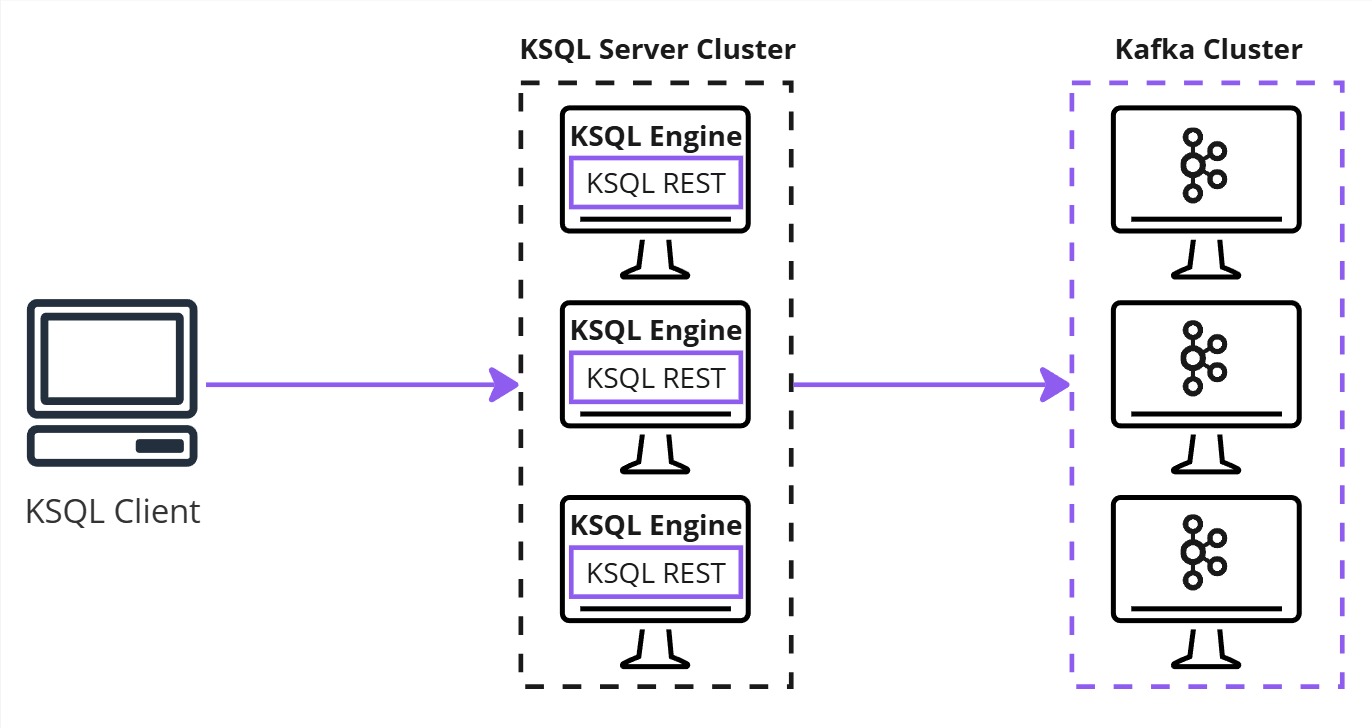 KSQL Server Cluster
Kafka Cluster
KSQL Engine
KSQL REST
KSQL Engine
KSQL REST
KSQL Client
KSQL Engine
KSQL REST